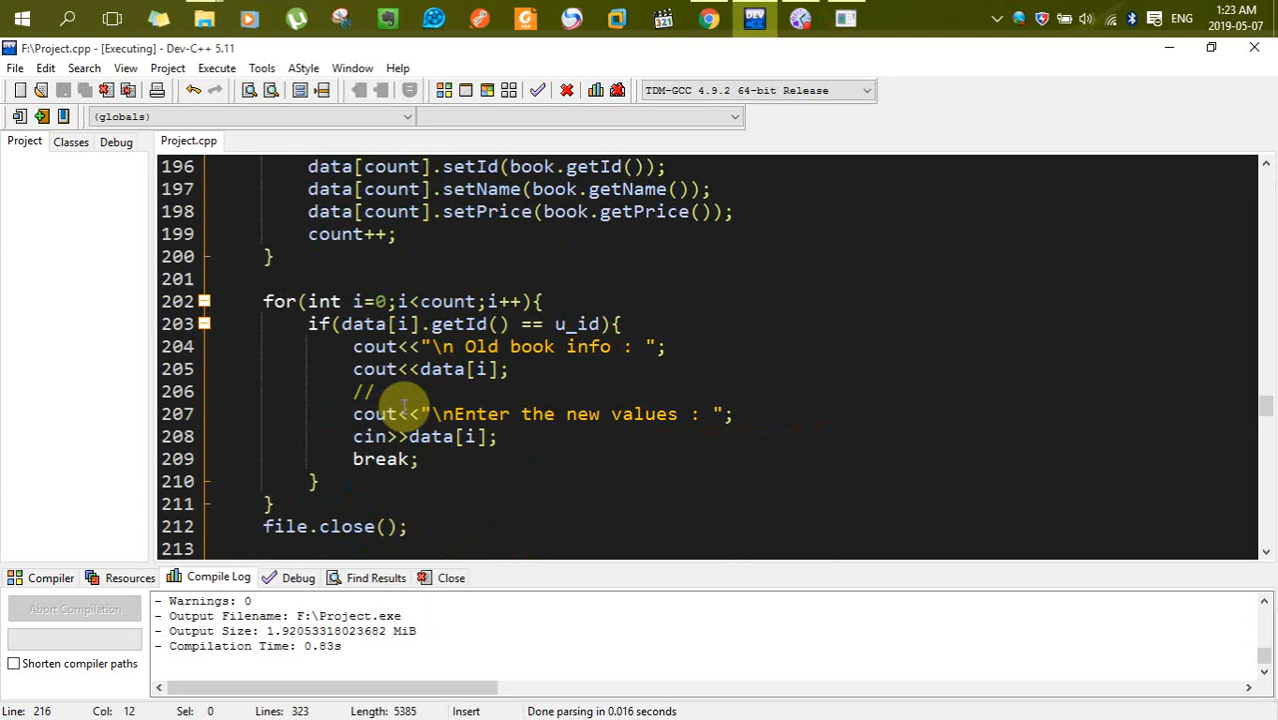 321
DEV
ENG
1:23 AM
2019-05-07
F:\Project.cpp - [Executing] - Dev-C++ 5.11
File Edit Search View Project Execute Tools AStyle Window Help
TDM-GCC 4.9.2 64-bit Release
(globals)
Project Classes Debug
Project.cpp
196 data[count].setId(book.getId());
197 data[count].setName(book.getName());
198 data[count].setPrice(book.getPrice());
199 count++;
200 }
201
202 for(int i=0;i<count;i++){
203 if(data[i].getId() == u_id){
204 cout<<"\n Old book info : ";
205 cout<<data[i];
206 //
207 cout<<"\nEnter the new values : ";
208 cin>>data[i];
209 break;
210 }
211 }
212 file.close();
213
Compiler Resources Compile Log Debug Find Results Close
Abort Compilation
Shorten compiler paths
- Warnings: 0
- Output Filename: F:\Project.exe
- Output Size: 1.92053318023682 MiB
- Compilation Time: 0.83s
Line: 216 Col: 12 Sel: 0 Lines: 323 Length: 5385 Insert Done parsing in 0.016 seconds